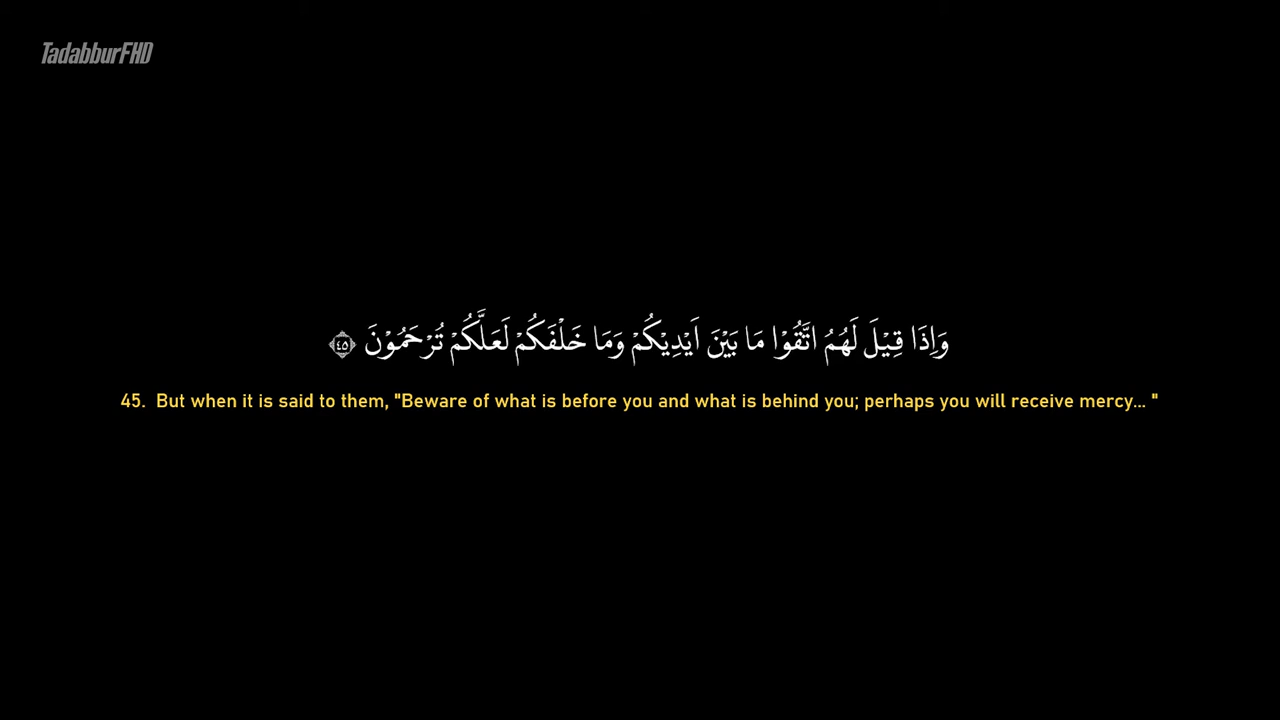 TadabburFHD
وَاِذَا قِيْلَ لَهُمُ اتَّقُوْا مَا بَيْنَ اَيْدِيْكُمْ وَمَا خَلْفَكُمْ لَعَلَّكُمْ تُرْحَمُوْنَ ٤٥
45. But when it is said to them, "Beware of what is before you and what is behind you; perhaps you will receive mercy... "